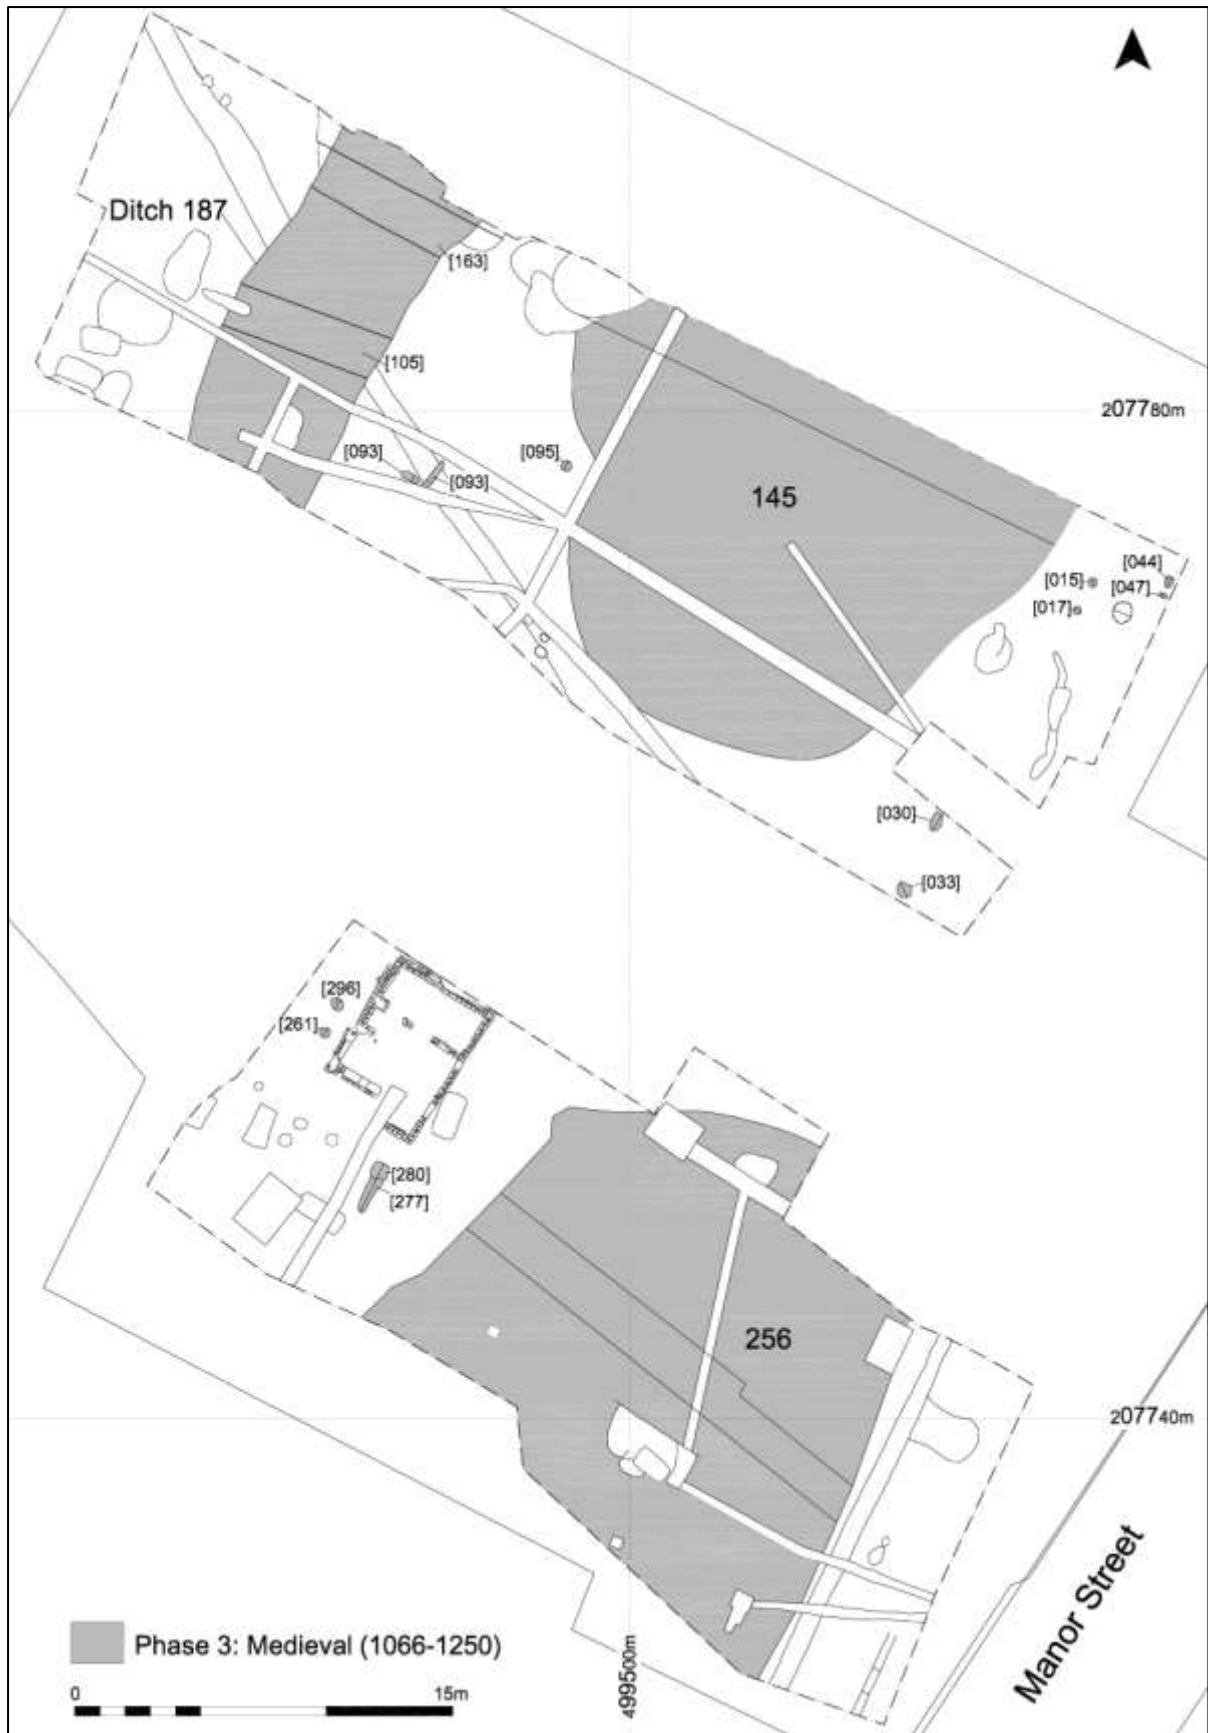 Ditch 187
[163]
[105]
207780m
[093]
[095]
[093]
145
[044]
[015]
[047]
[017]
[030]
[033]
[296]
[261]
[280]
[277]
256
207740m
Manor Street
Phase 3: Medieval (1066-1250)
499500m
0 15m